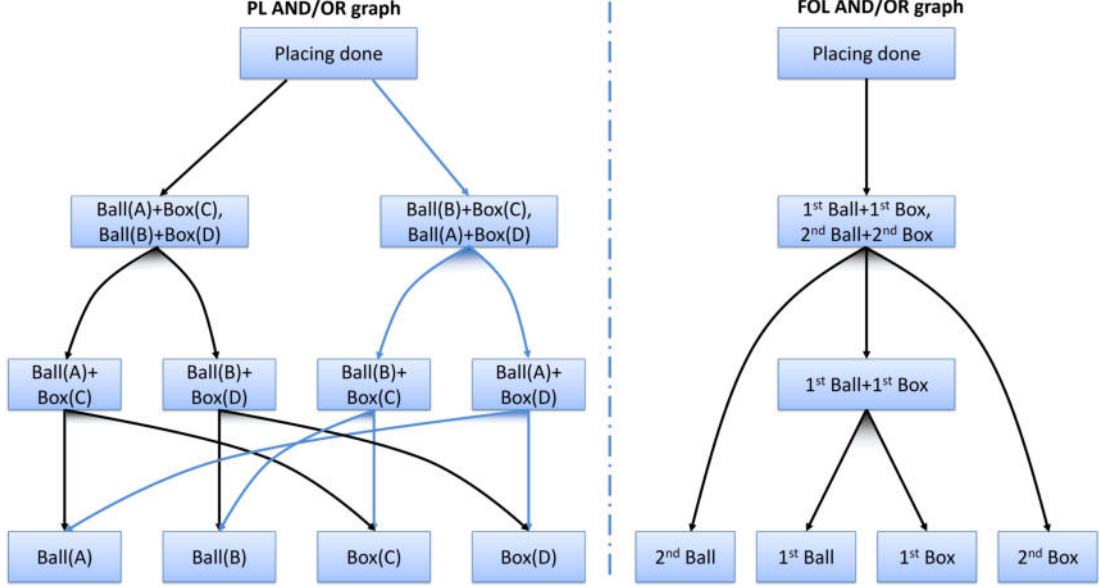 PL AND/OR graph
Placing done
Ball(A)+Box(C),
Ball(B)+Box(D)
Ball(B)+Box(C),
Ball(A)+Box(D)
Ball(A)+
Box(C)
Ball(B)+
Box(D)
Ball(B)+
Box(C)
Ball(A)+
Box(D)
Ball(A)
Ball(B)
Box(C)
Box(D)
FOL AND/OR graph
Placing done
1st Ball+1st Box,
2nd Ball+2nd Box
1st Ball+1st Box
2nd Ball
1st Ball
1st Box
2nd Box